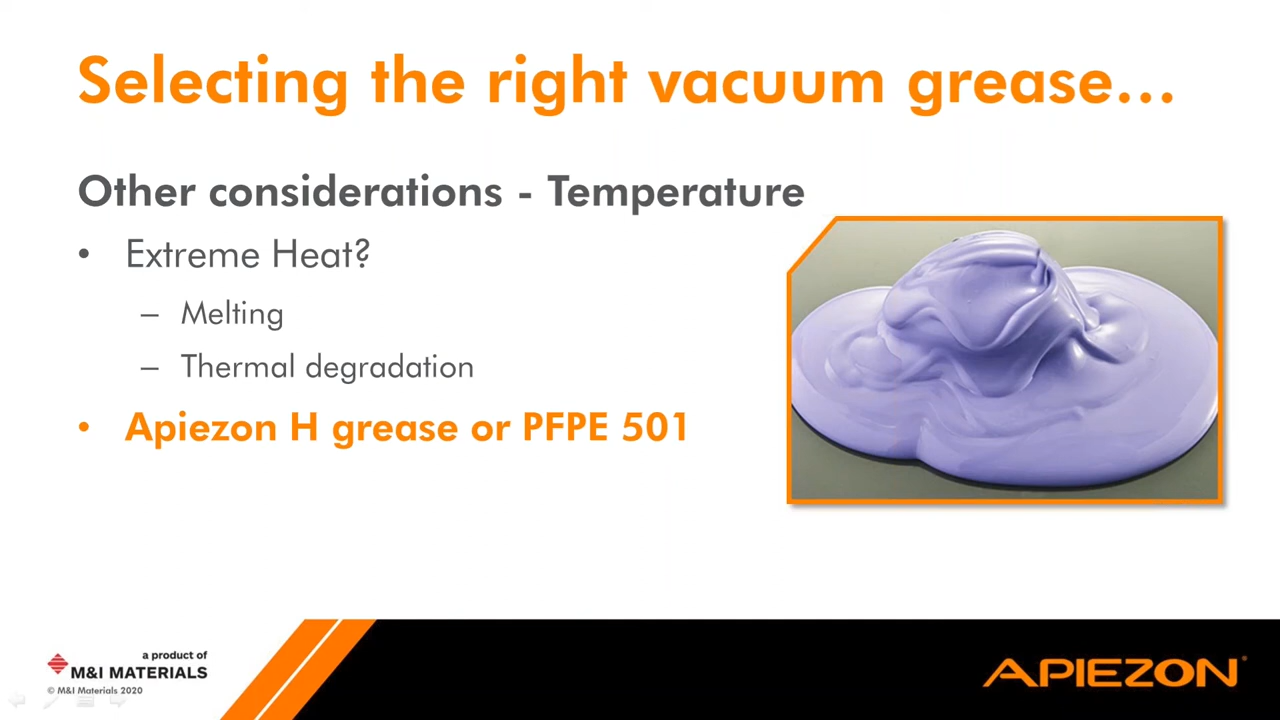 Selecting the right vacuum grease...
Other considerations - Temperature
• Extreme Heat?
– Melting
– Thermal degradation
• Apiezon H grease or PFPE 501
a product of
M&I MATERIALS
© M&I Materials 2020
APIEZON®